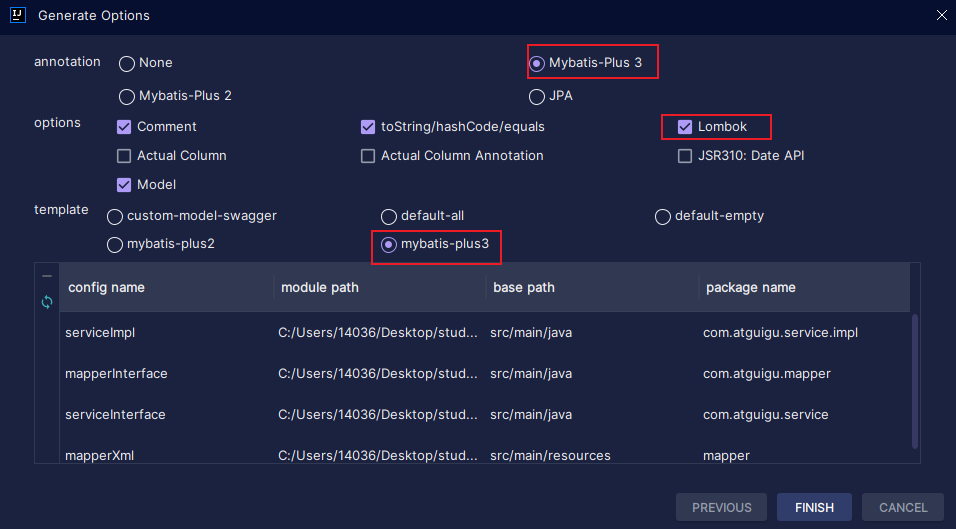 IJ Generate Options
annotation None Mybatis-Plus 3
Mybatis-Plus 2 JPA
options Comment toString/hashCode/equals Lombok
Actual Column Actual Column Annotation JSR310: Date API
Model
template custom-model-swagger default-all default-empty
mybatis-plus2 mybatis-plus3
config name module path base path package name
serviceImpl C:/Users/14036/Desktop/stud... src/main/java com.atguigu.service.impl
mapperInterface C:/Users/14036/Desktop/stud... src/main/java com.atguigu.mapper
serviceInterface C:/Users/14036/Desktop/stud... src/main/java com.atguigu.service
mapperXml C:/Users/14036/Desktop/stud... src/main/resources mapper
PREVIOUS FINISH CANCEL